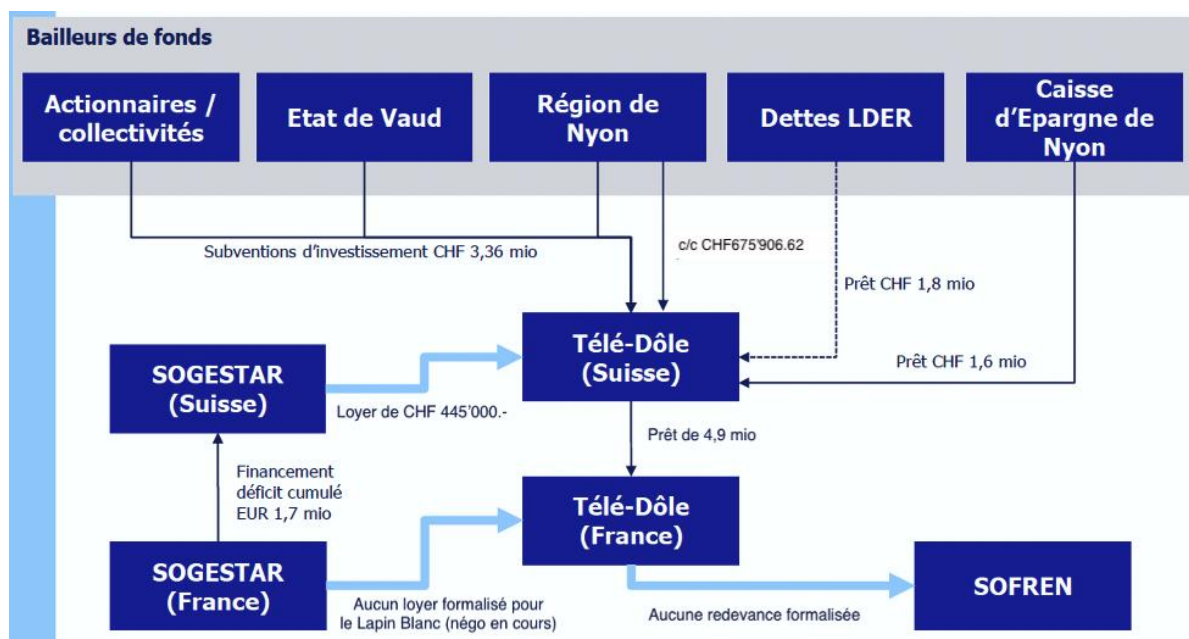 Bailleurs de fonds
Actionnaires /
collectivités
Etat de Vaud
Région de
Nyon
Dettes LDER
Caisse
d’Epargne de
Nyon
Subventions d’investissement CHF 3,36 mio
c/c CHF675'906.62
Prêt CHF 1,8 mio
Télé-Dôle
(Suisse)
SOGESTAR
(Suisse)
Prêt CHF 1,6 mio
Loyer de CHF 445'000.-
Prêt de 4,9 mio
Financement
déficit cumulé
EUR 1,7 mio
Télé-Dôle
(France)
SOGESTAR
(France)
SOFREN
Aucun loyer formalisé pour
le Lapin Blanc (négo en cours)
Aucune redevance formalisée